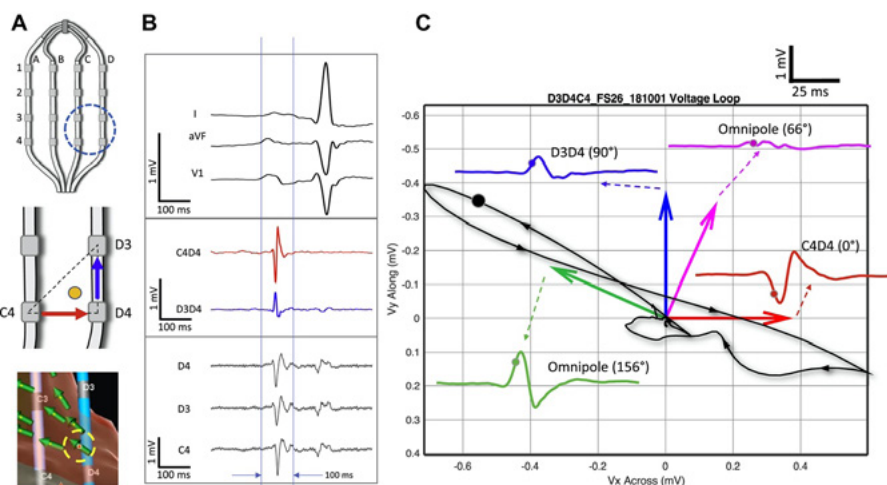 A
A B C D
1
2
3
4
D3
C4
D4
D3
C3
C4
D4
B
I
aVF
V1
1 mV
100 ms
C4D4
D3D4
1 mV
100 ms
D4
D3
C4
1 mV
100 ms
100 ms
C
1 mV
25 ms
D3D4C4_FS26_181001 Voltage Loop
Omnipole (66°)
D3D4 (90°)
C4D4 (0°)
Omnipole (156°)
Vy Along (mV)
-0.6
-0.5
-0.4
-0.3
-0.2
-0.1
0
0.1
0.2
0.3
0.4
-0.6 -0.4 -0.2 0 0.2 0.4
Vx Across (mV)